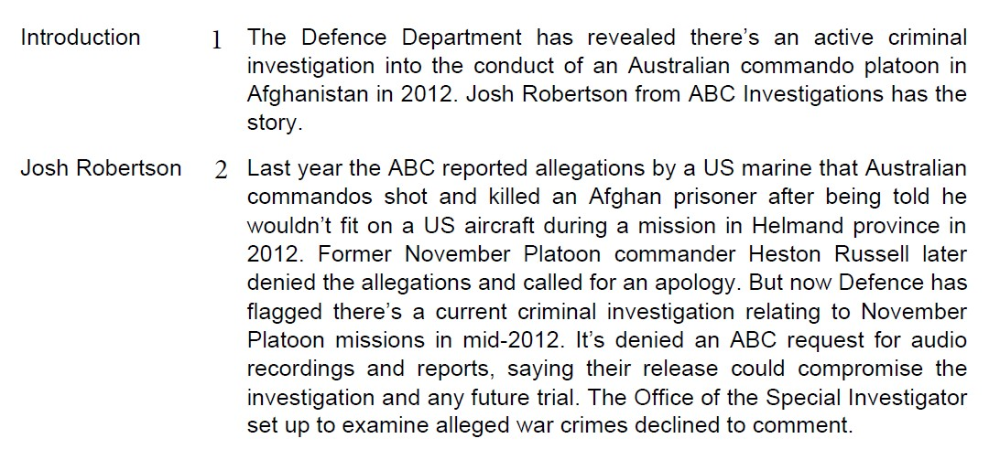 Introduction 1 The Defence Department has revealed there's an active criminal
investigation into the conduct of an Australian commando platoon in
Afghanistan in 2012. Josh Robertson from ABC Investigations has the
story.
Josh Robertson 2 Last year the ABC reported allegations by a US marine that Australian
commandos shot and killed an Afghan prisoner after being told he
wouldn't fit on a US aircraft during a mission in Helmand province in
2012. Former November Platoon commander Heston Russell later
denied the allegations and called for an apology. But now Defence has
flagged there's a current criminal investigation relating to November
Platoon missions in mid-2012. It's denied an ABC request for audio
recordings and reports, saying their release could compromise the
investigation and any future trial. The Office of the Special Investigator
set up to examine alleged war crimes declined to comment.